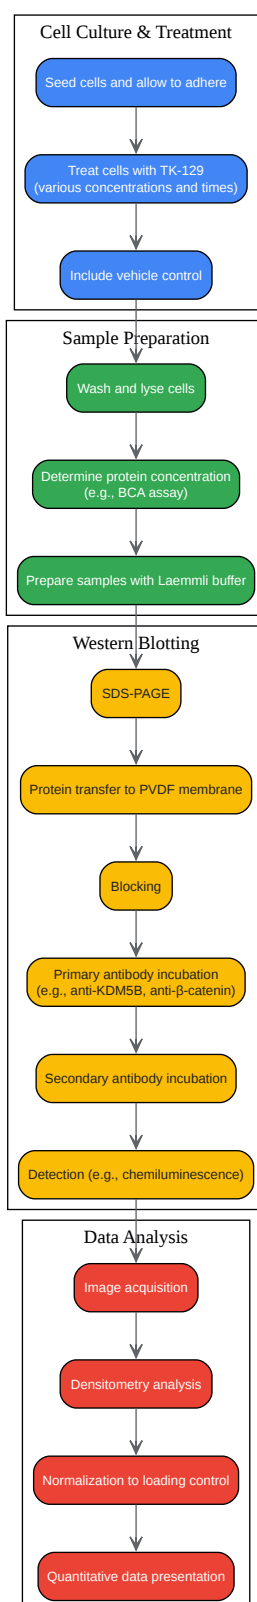 Cell Culture & Treatment
Seed cells and allow to adhere
Treat cells with TK-129
(various concentrations and times)
Include vehicle control
Sample Preparation
Wash and lyse cells
Determine protein concentration
(e.g., BCA assay)
Prepare samples with Laemmli buffer
Western Blotting
SDS-PAGE
Protein transfer to PVDF membrane
Blocking
Primary antibody incubation
(e.g., anti-KDM5B, anti-β-catenin)
Secondary antibody incubation
Detection (e.g., chemiluminescence)
Data Analysis
Image acquisition
Densitometry analysis
Normalization to loading control
Quantitative data presentation